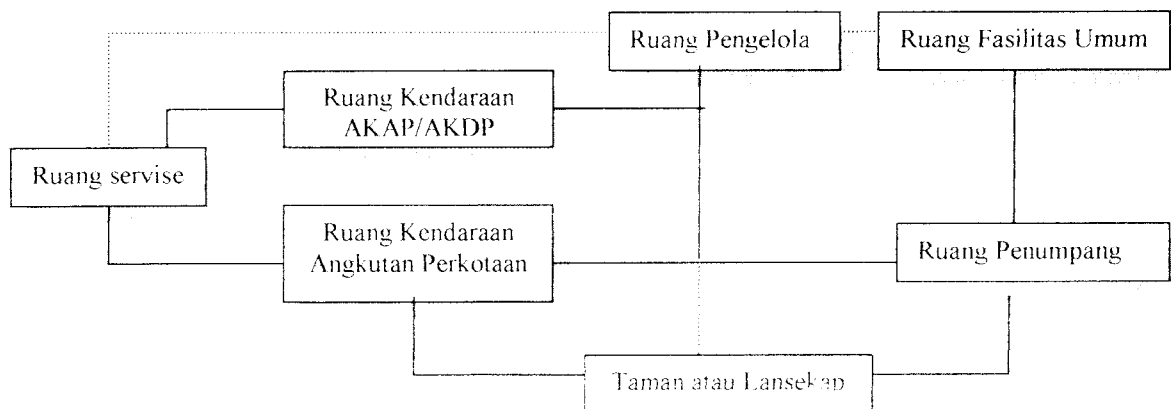 Ruang Pengelola
Ruang Fasilitas Umum
Ruang Kendaraan
AKAP/AKDP
Ruang servise
Ruang Kendaraan
Angkutan Perkotaan
Ruang Penumpang
Taman atau Lansekap